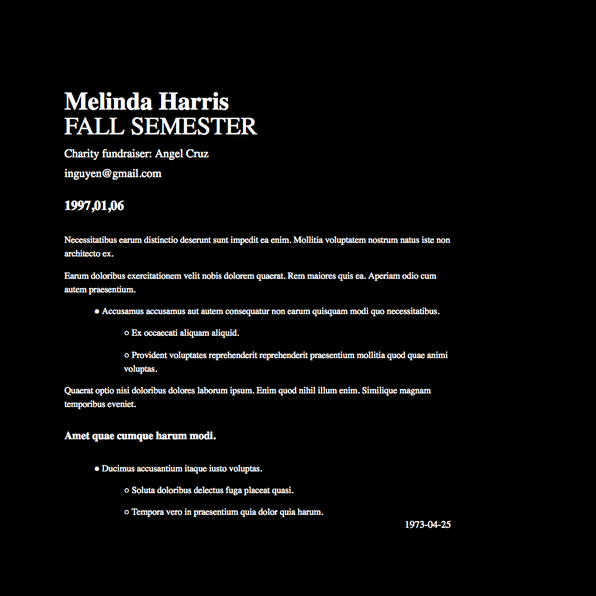 Melinda Harris
FALL SEMESTER
Charity fundraiser: Angel Cruz
inguyen@gmail.com
1997,01,06
Necessitatibus earum distinctio deserunt sunt impedit ea enim. Mollitia voluptatem nostrum natus iste non
architecto ex.
Earum doloribus exercitationem velit nobis dolorem quaerat. Rem maiores quis ea. Aperiam odio cum
autem praesentium.
● Accusamus accusamus aut autem consequatur non earum quisquam modi quo necessitatibus.
○ Ex occaecati aliquam aliquid.
○ Provident voluptates reprehenderit reprehenderit praesentium mollitia quod quae animi
voluptas.
Quaerat optio nisi doloribus dolores laborum ipsum. Enim quod nihil illum enim. Similique magnam
temporibus eveniet.
Amet quae cumque harum modi.
● Ducimus accusantium itaque iusto voluptas.
○ Soluta doloribus delectus fuga placeat quasi.
○ Tempora vero in praesentium quia dolor quia harum.
1973-04-25